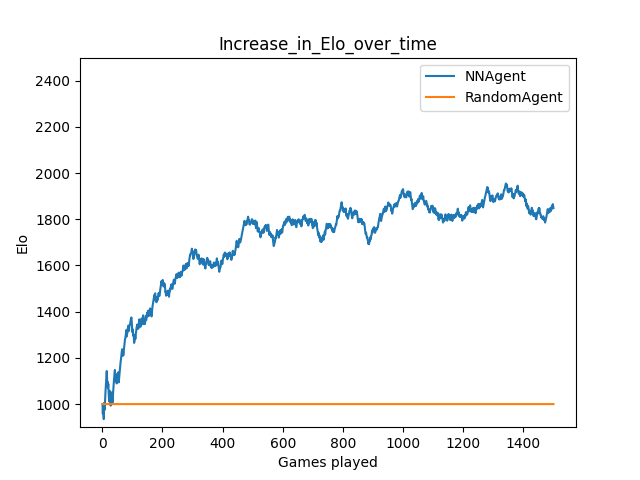 Increase_in_Elo_over_time
NNAgent
RandomAgent
2400
2200
2000
1800
1600
1400
1200
1000
Elo
0 200 400 600 800 1000 1200 1400
Games played